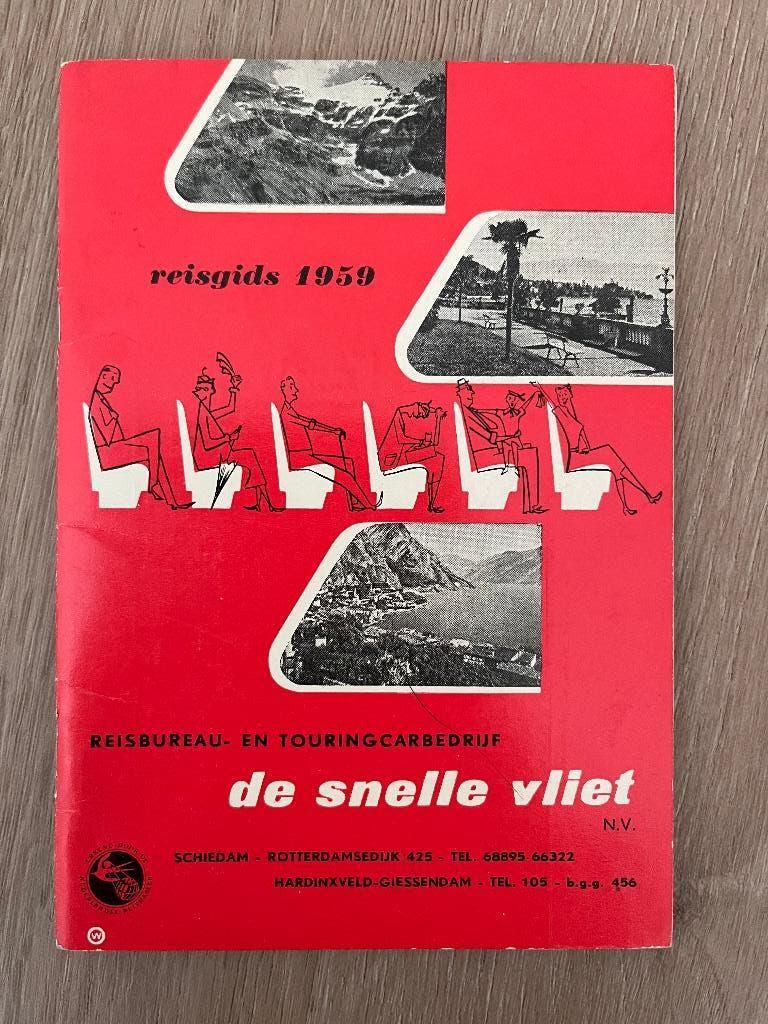 reisgids 1959
REISBUREAU- EN TOURINGCARBEDRIJF
de snelle vliet
N.V.
SCHIEDAM - ROTTERDAMSEDIJK 425 - TEL. 68895-66322
HARDINXVELD-GIESSENDAM - TEL. 105 - b.g.g. 456